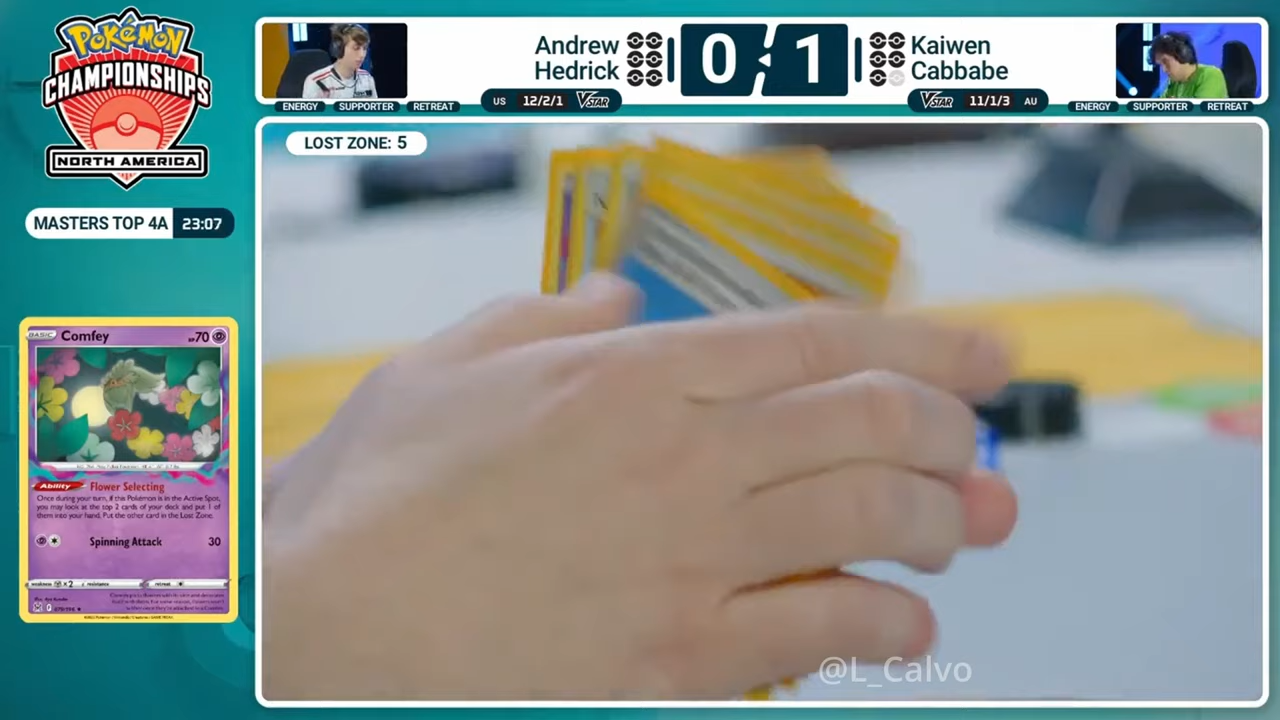 Pokémon
CHAMPIONSHIPS
NORTH AMERICA
MASTERS TOP 4A 23:07
Andrew
Hedrick
0 1
Kaiwen
Cabbabe
ENERGY SUPPORTER RETREAT
US 12/2/1 VSTAR
VSTAR 11/1/3 AU
ENERGY SUPPORTER RETREAT
LOST ZONE: 5
BASIC Comfey HP70
Ability Flower Selecting
Once during your turn, if this Pokémon is in the Active Spot,
you may look at the top 2 cards of your deck and put 1 of
them into your hand. Put the other card in the Lost Zone.
Spinning Attack 30
weakness ×2 resistance retreat
@L_Calvo